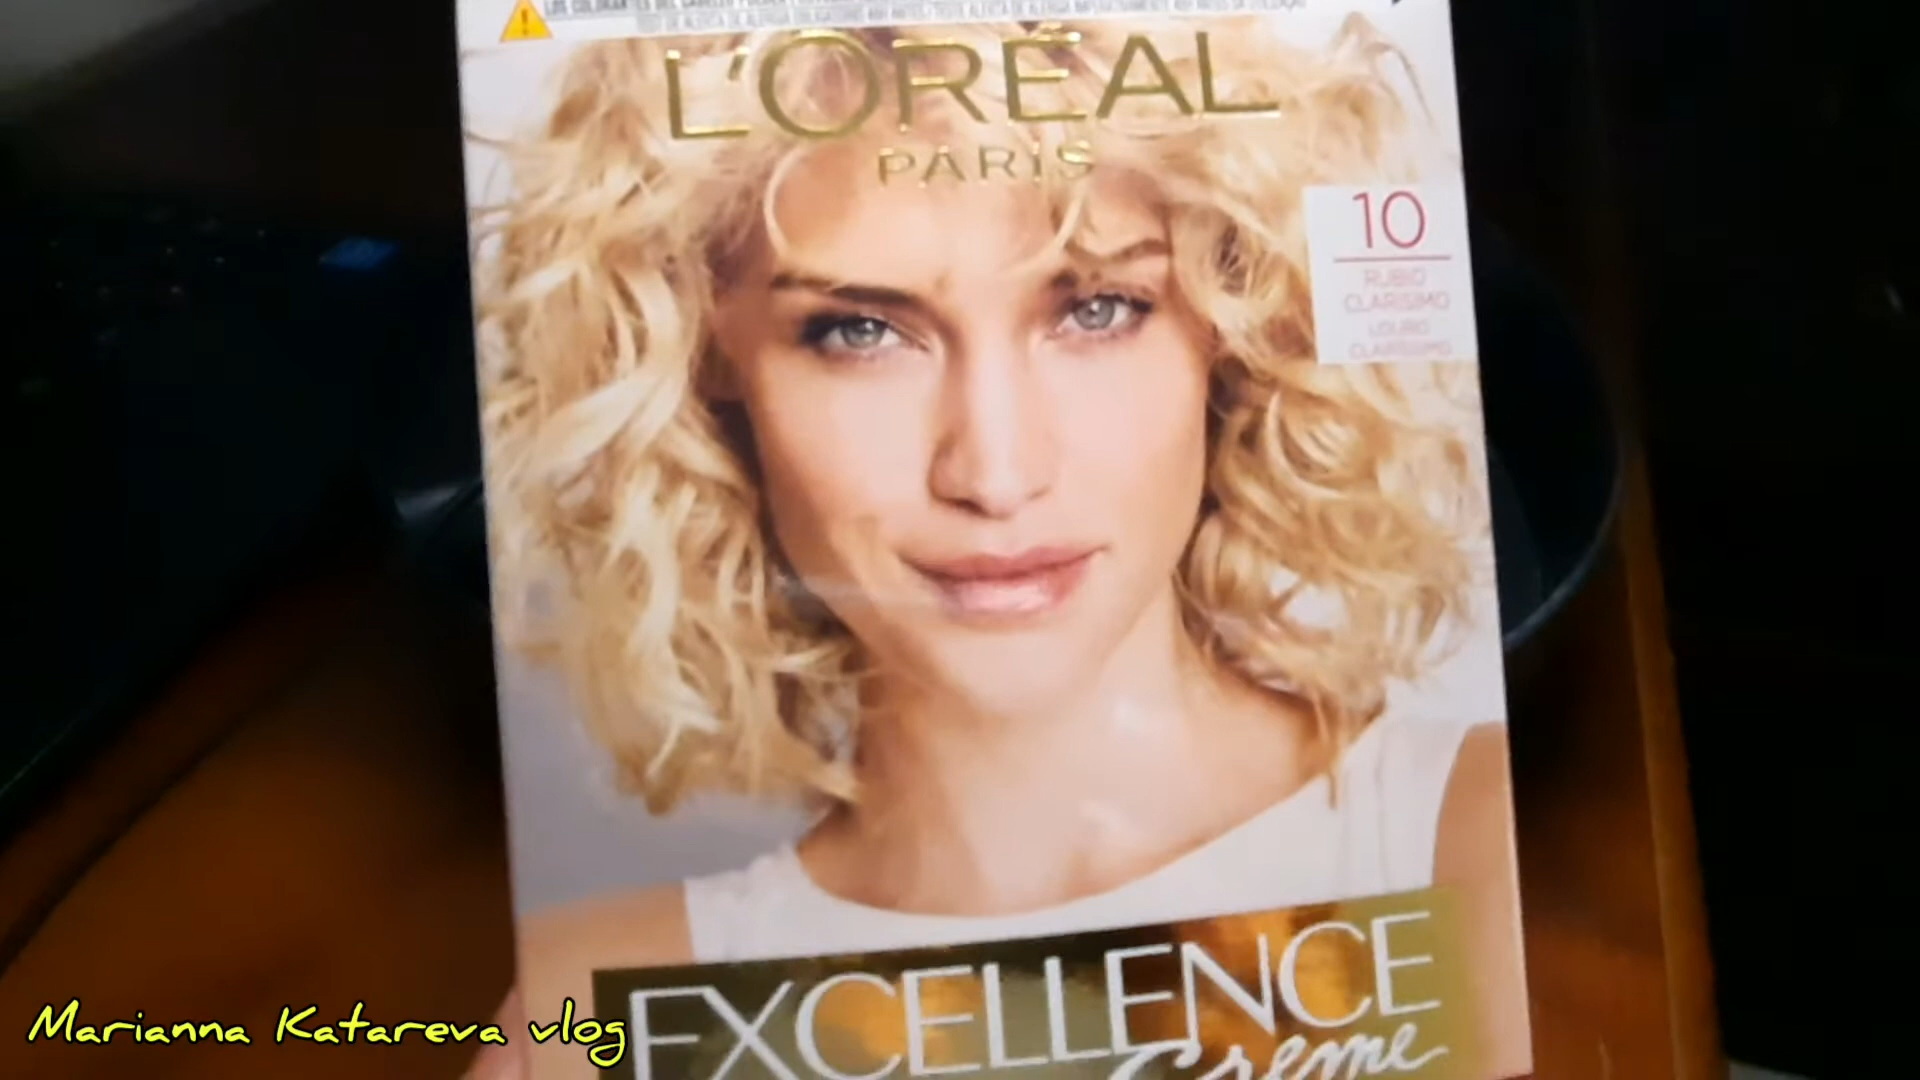 L'ORÉAL
PARIS
10
RUBIO
CLARÍSIMO
LOURO
CLARÍSSIMO
EXCELLENCE
Creme
Marianna Katareva vlog